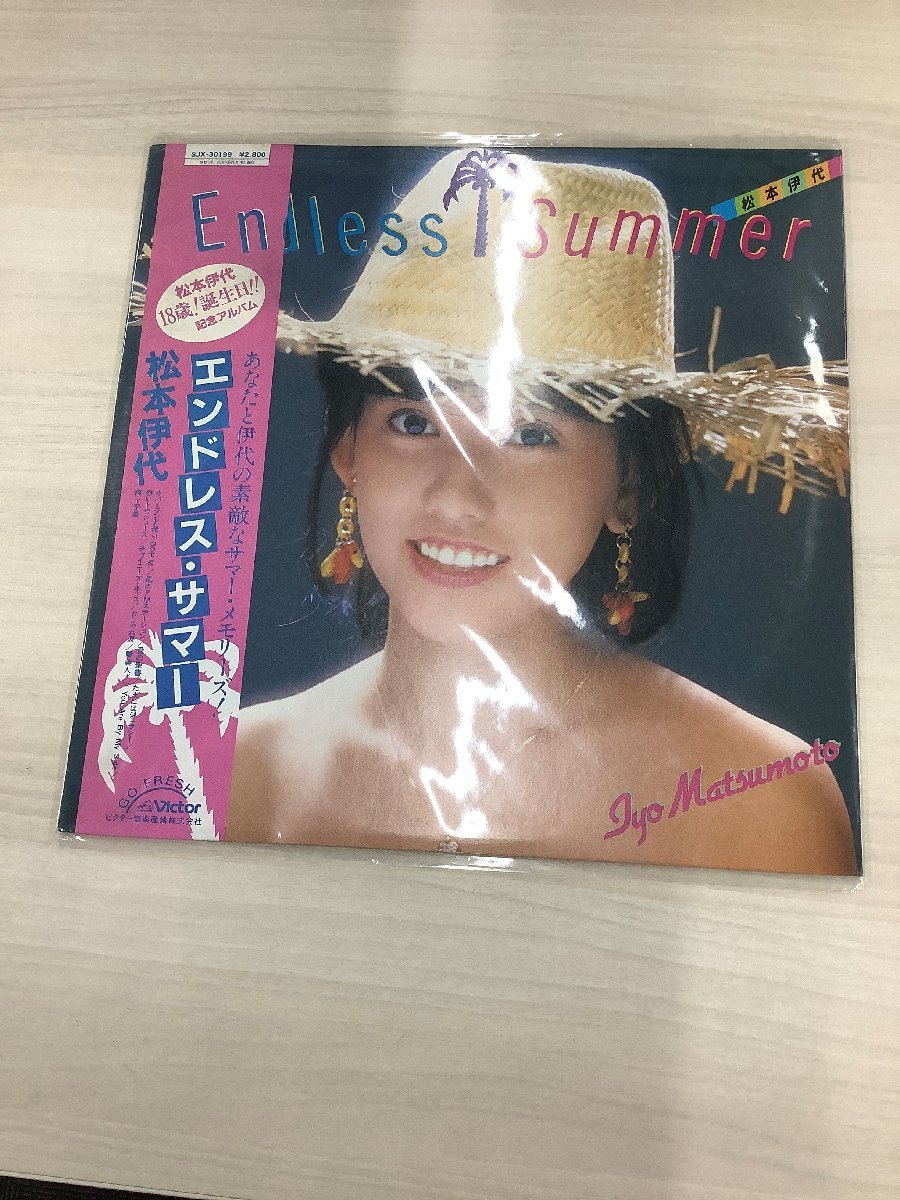 SJX-30199 ¥2,800
Endless Summer
松本伊代
松本伊代
18歳!誕生日!!
記念アルバム
あなたと伊代の素敵なサマー・メモリーズ!
エンドレス・サマー
松本伊代
GO FRESH
Victor
ビクター音楽産業株式会社
Iyo Matsumoto